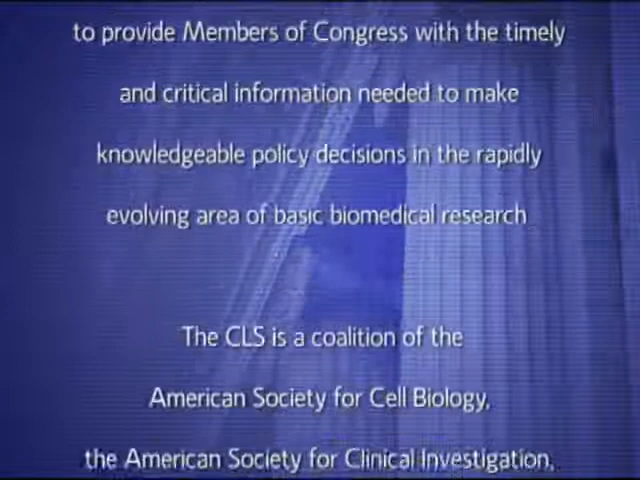 to provide Members of Congress with the timely
and critical information needed to make
knowledgeable policy decisions in the rapidly
evolving area of basic biomedical research
The CLS is a coalition of the
American Society for Cell Biology,
the American Society for Clinical Investigation,